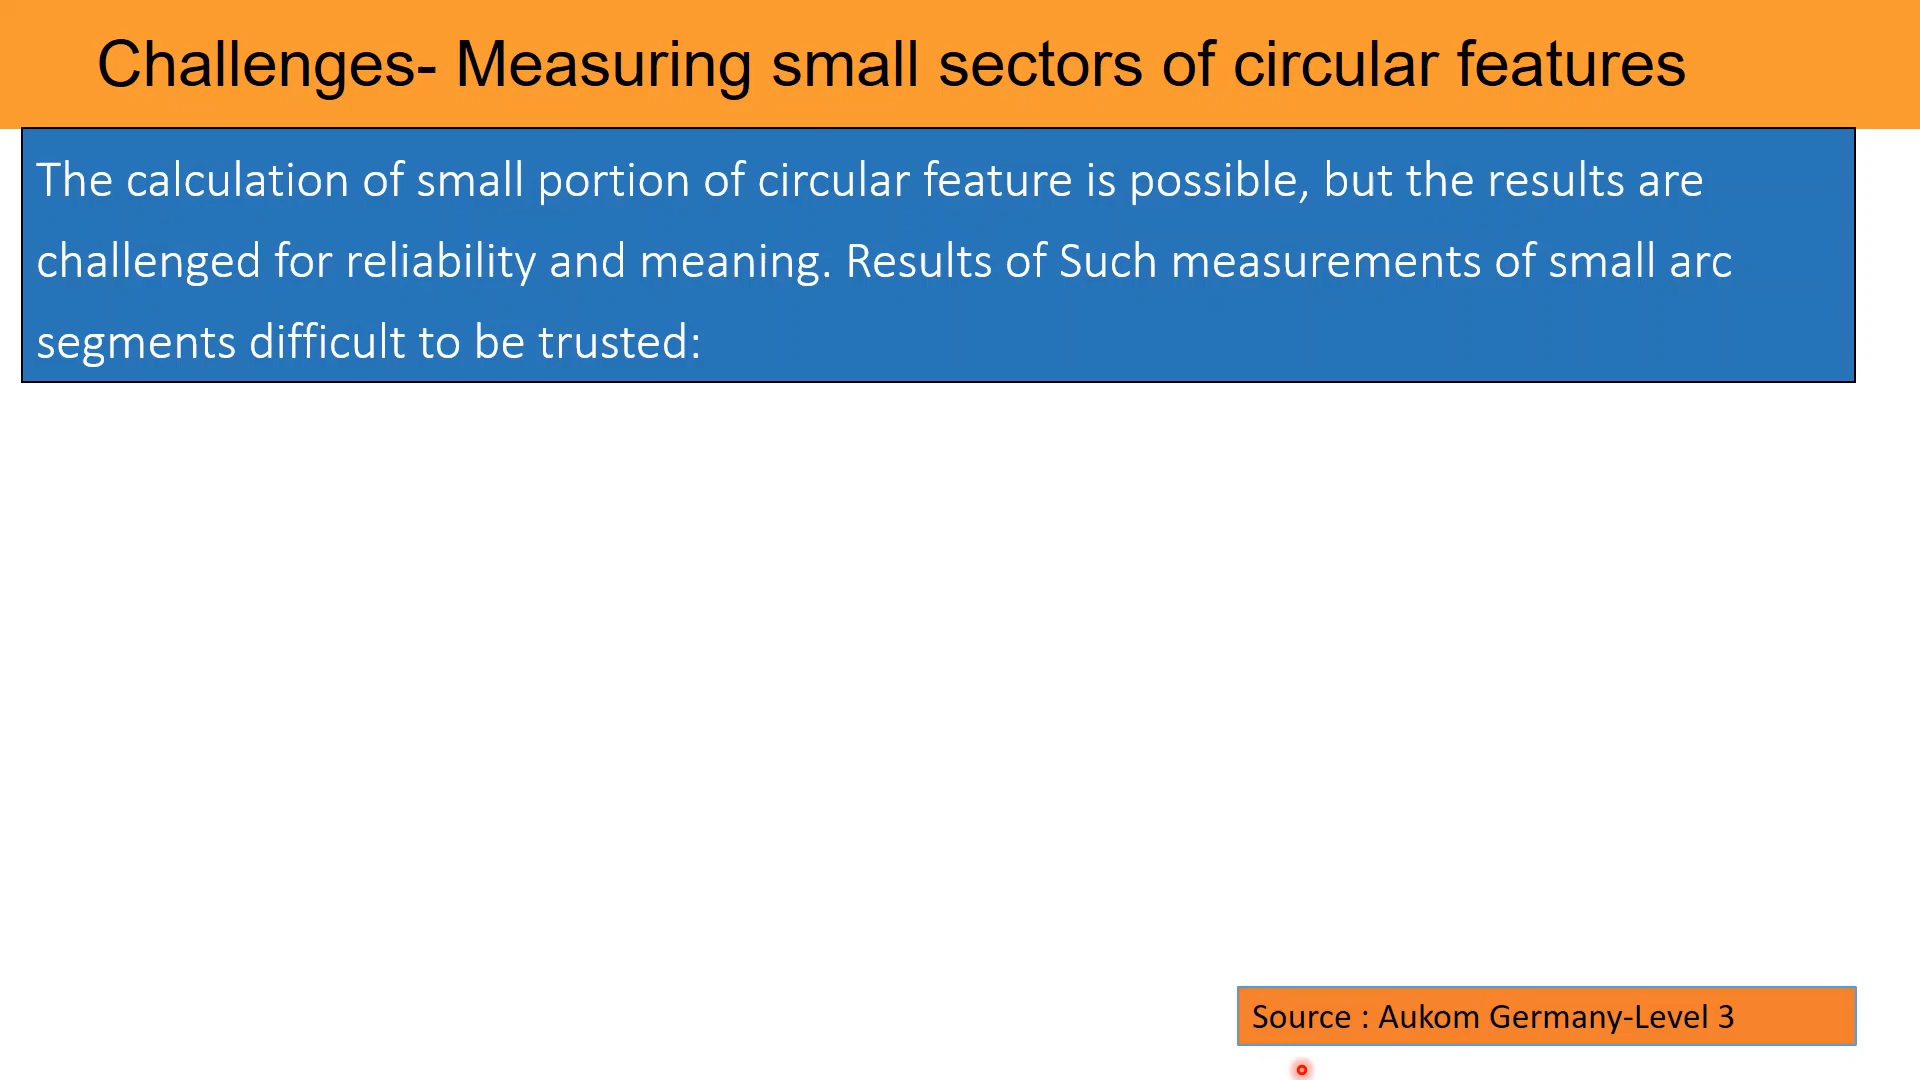 Challenges- Measuring small sectors of circular features
The calculation of small portion of circular feature is possible, but the results are
challenged for reliability and meaning. Results of Such measurements of small arc
segments difficult to be trusted:
Source : Aukom Germany-Level 3